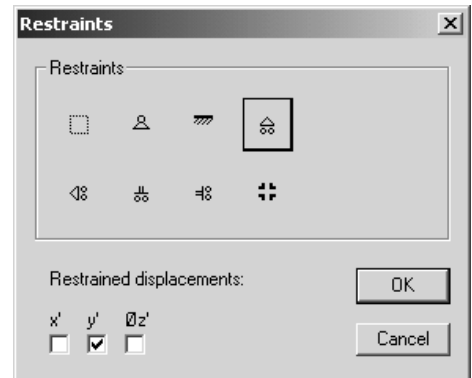 Restraints
Restraints
Restrained displacements:
x' y' Øz'
OK
Cancel